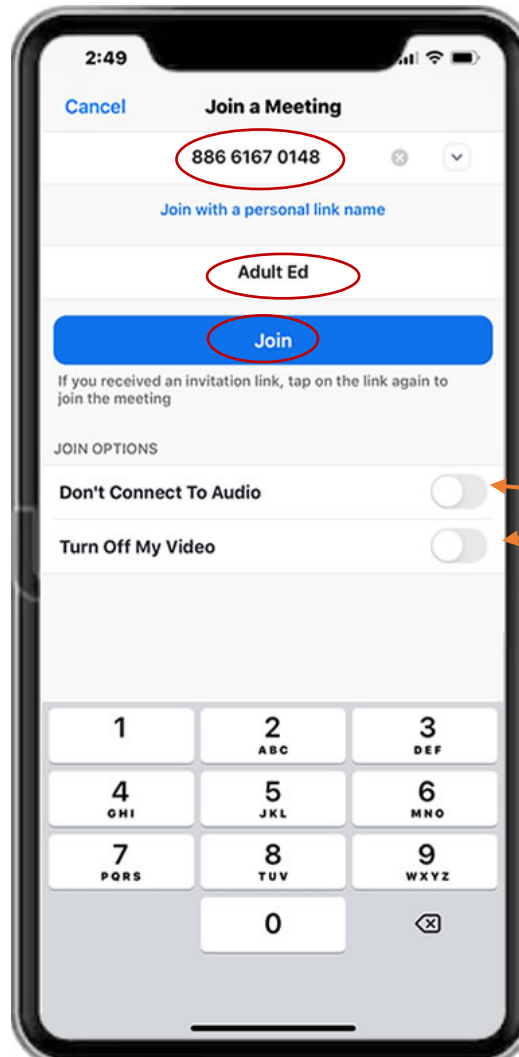 2:49
Cancel Join a Meeting
886 6167 0148
Join with a personal link name
Adult Ed
Join
If you received an invitation link, tap on the link again to
join the meeting
JOIN OPTIONS
Don't Connect To Audio
Turn Off My Video
1 2 3
ABC DEF
4 5 6
GHI JKL MNO
7 8 9
PQRS TUV WXYZ
0